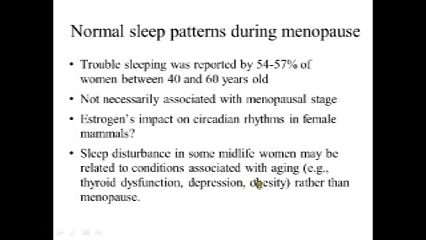 Normal sleep patterns during menopause
• Trouble sleeping was reported by 54-57% of
women between 40 and 60 years old
• Not necessarily associated with menopausal stage
• Estrogen's impact on circadian rhythms in female
mammals?
• Sleep disturbance in some midlife women may be
related to conditions associated with aging (e.g.,
thyroid dysfunction, depression, obesity) rather than
menopause.